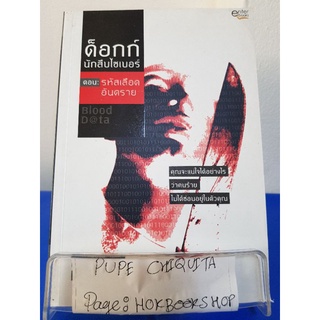 enter
ด็อกก์
นักสืบไซเบอร์
ตอน: รหัสเลือด
อันตราย
Blood
D@ta
คุณจะแน่ใจได้อย่างไร
ว่าคนร้าย
ไม่ได้ซ่อนอยู่ในตัวคุณ
PUPE CHIQUITA
Page: HOKBOOKSHOP